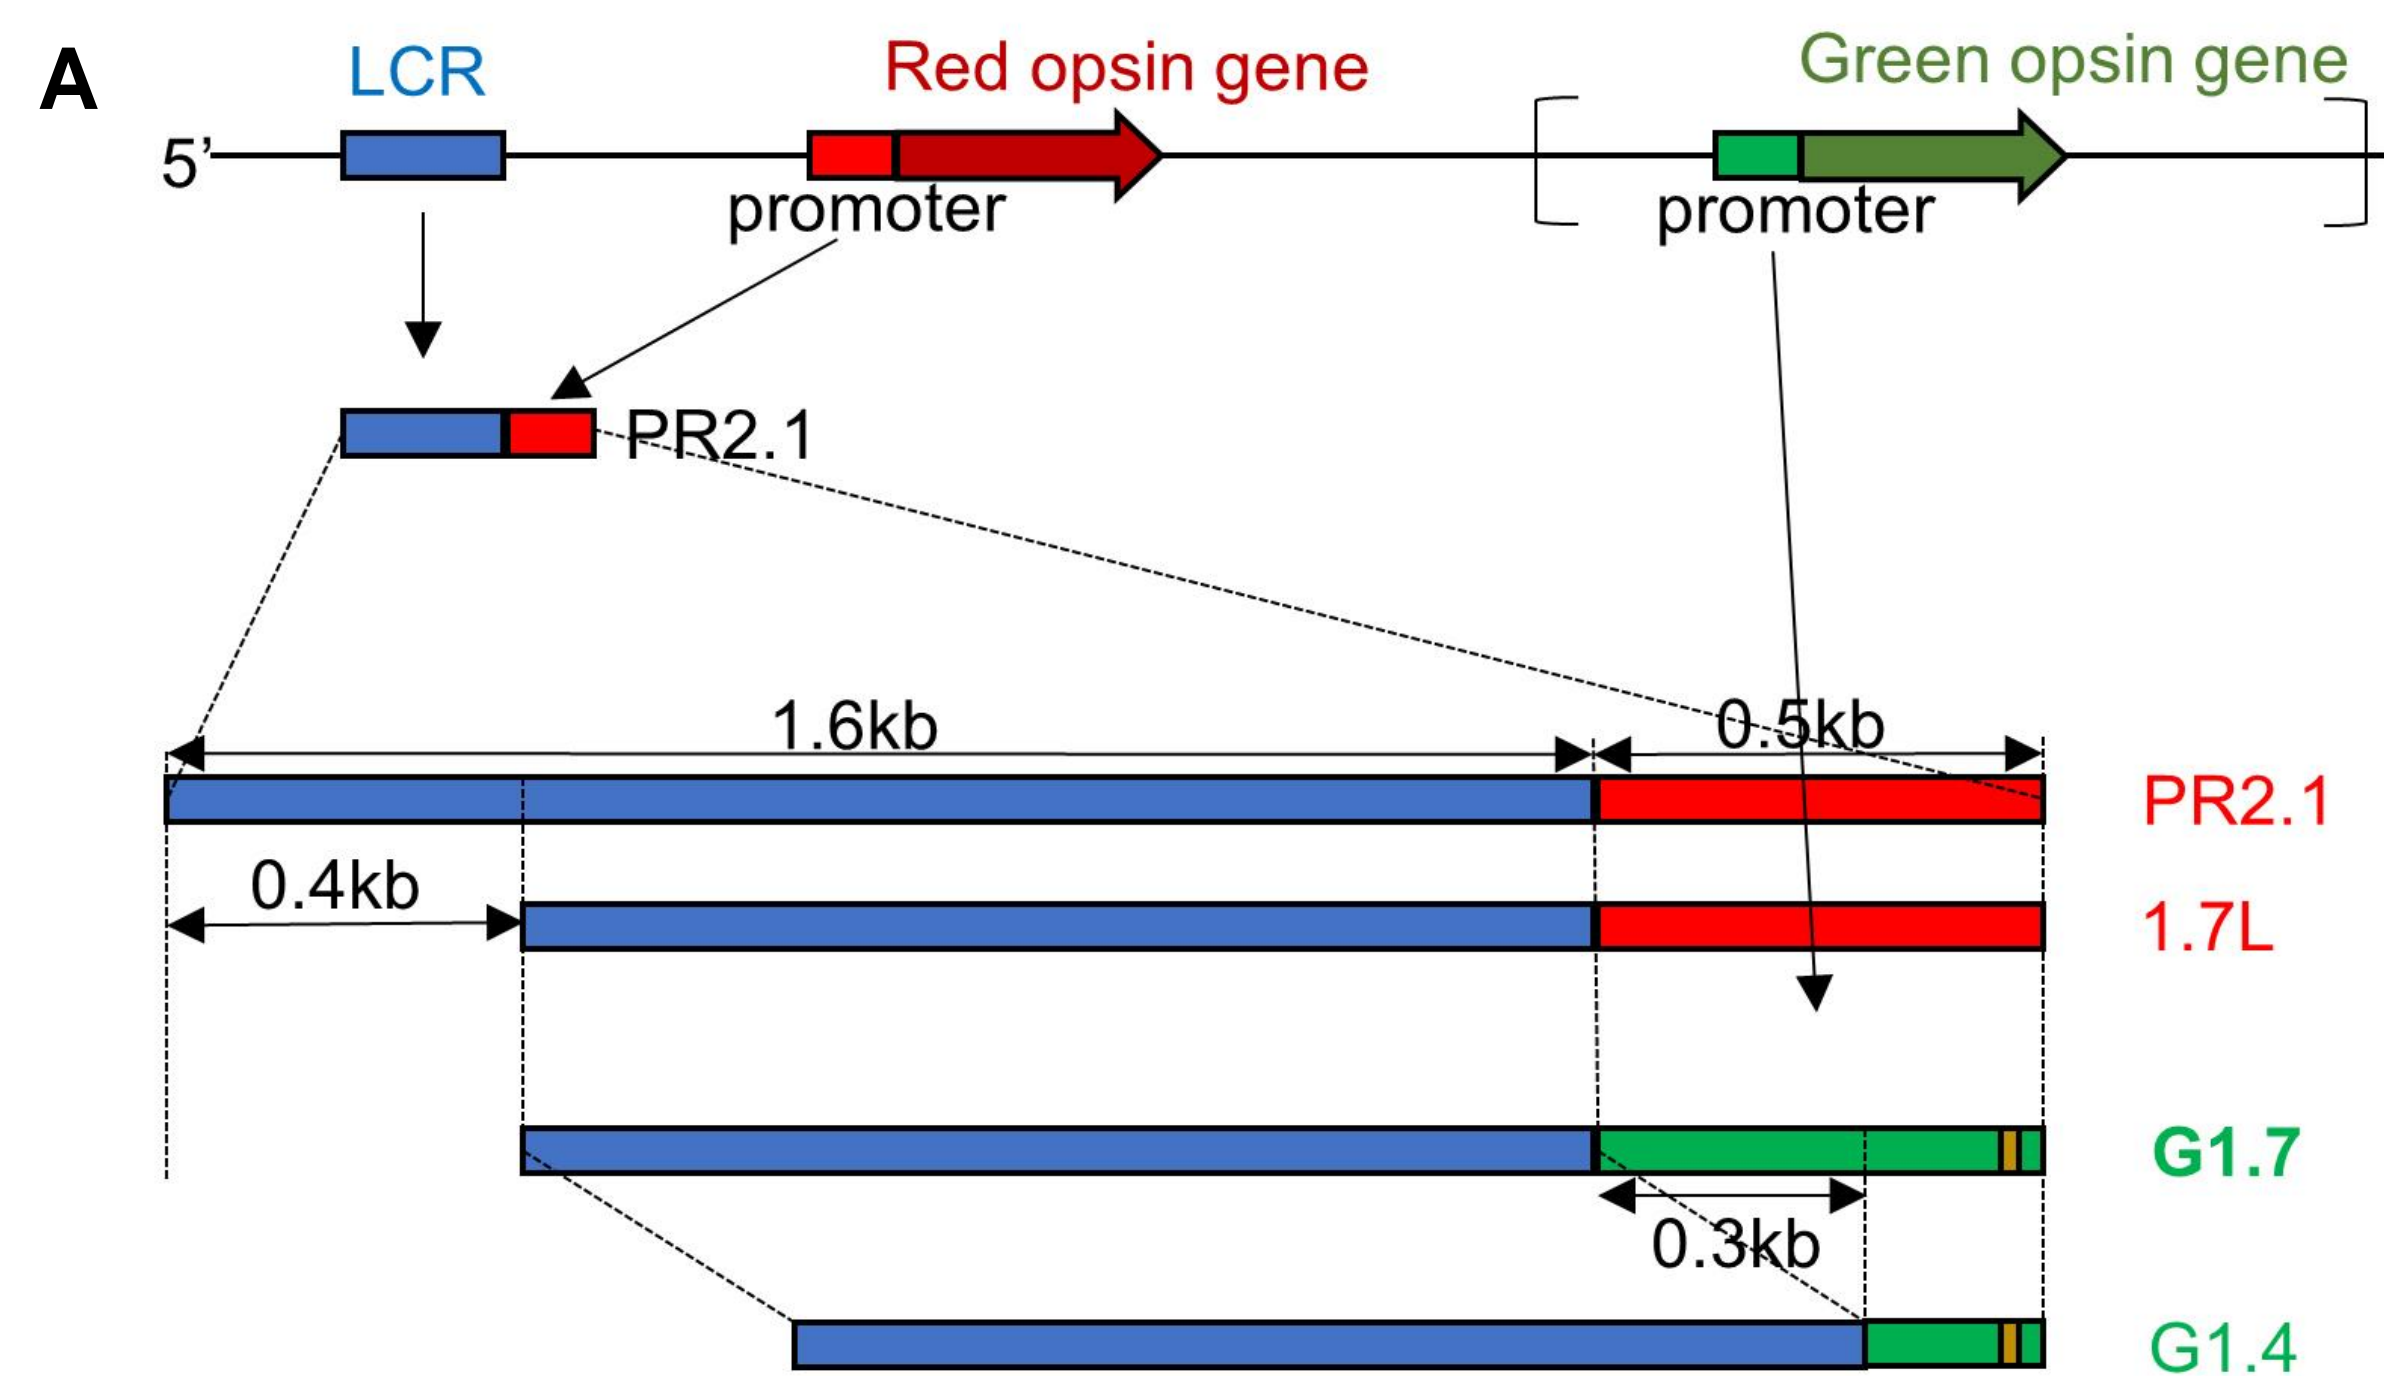 A
LCR
Red opsin gene
Green opsin gene
5’
promoter
promoter
PR2.1
1.6kb
0.5kb
PR2.1
0.4kb
1.7L
G1.7
0.3kb
G1.4